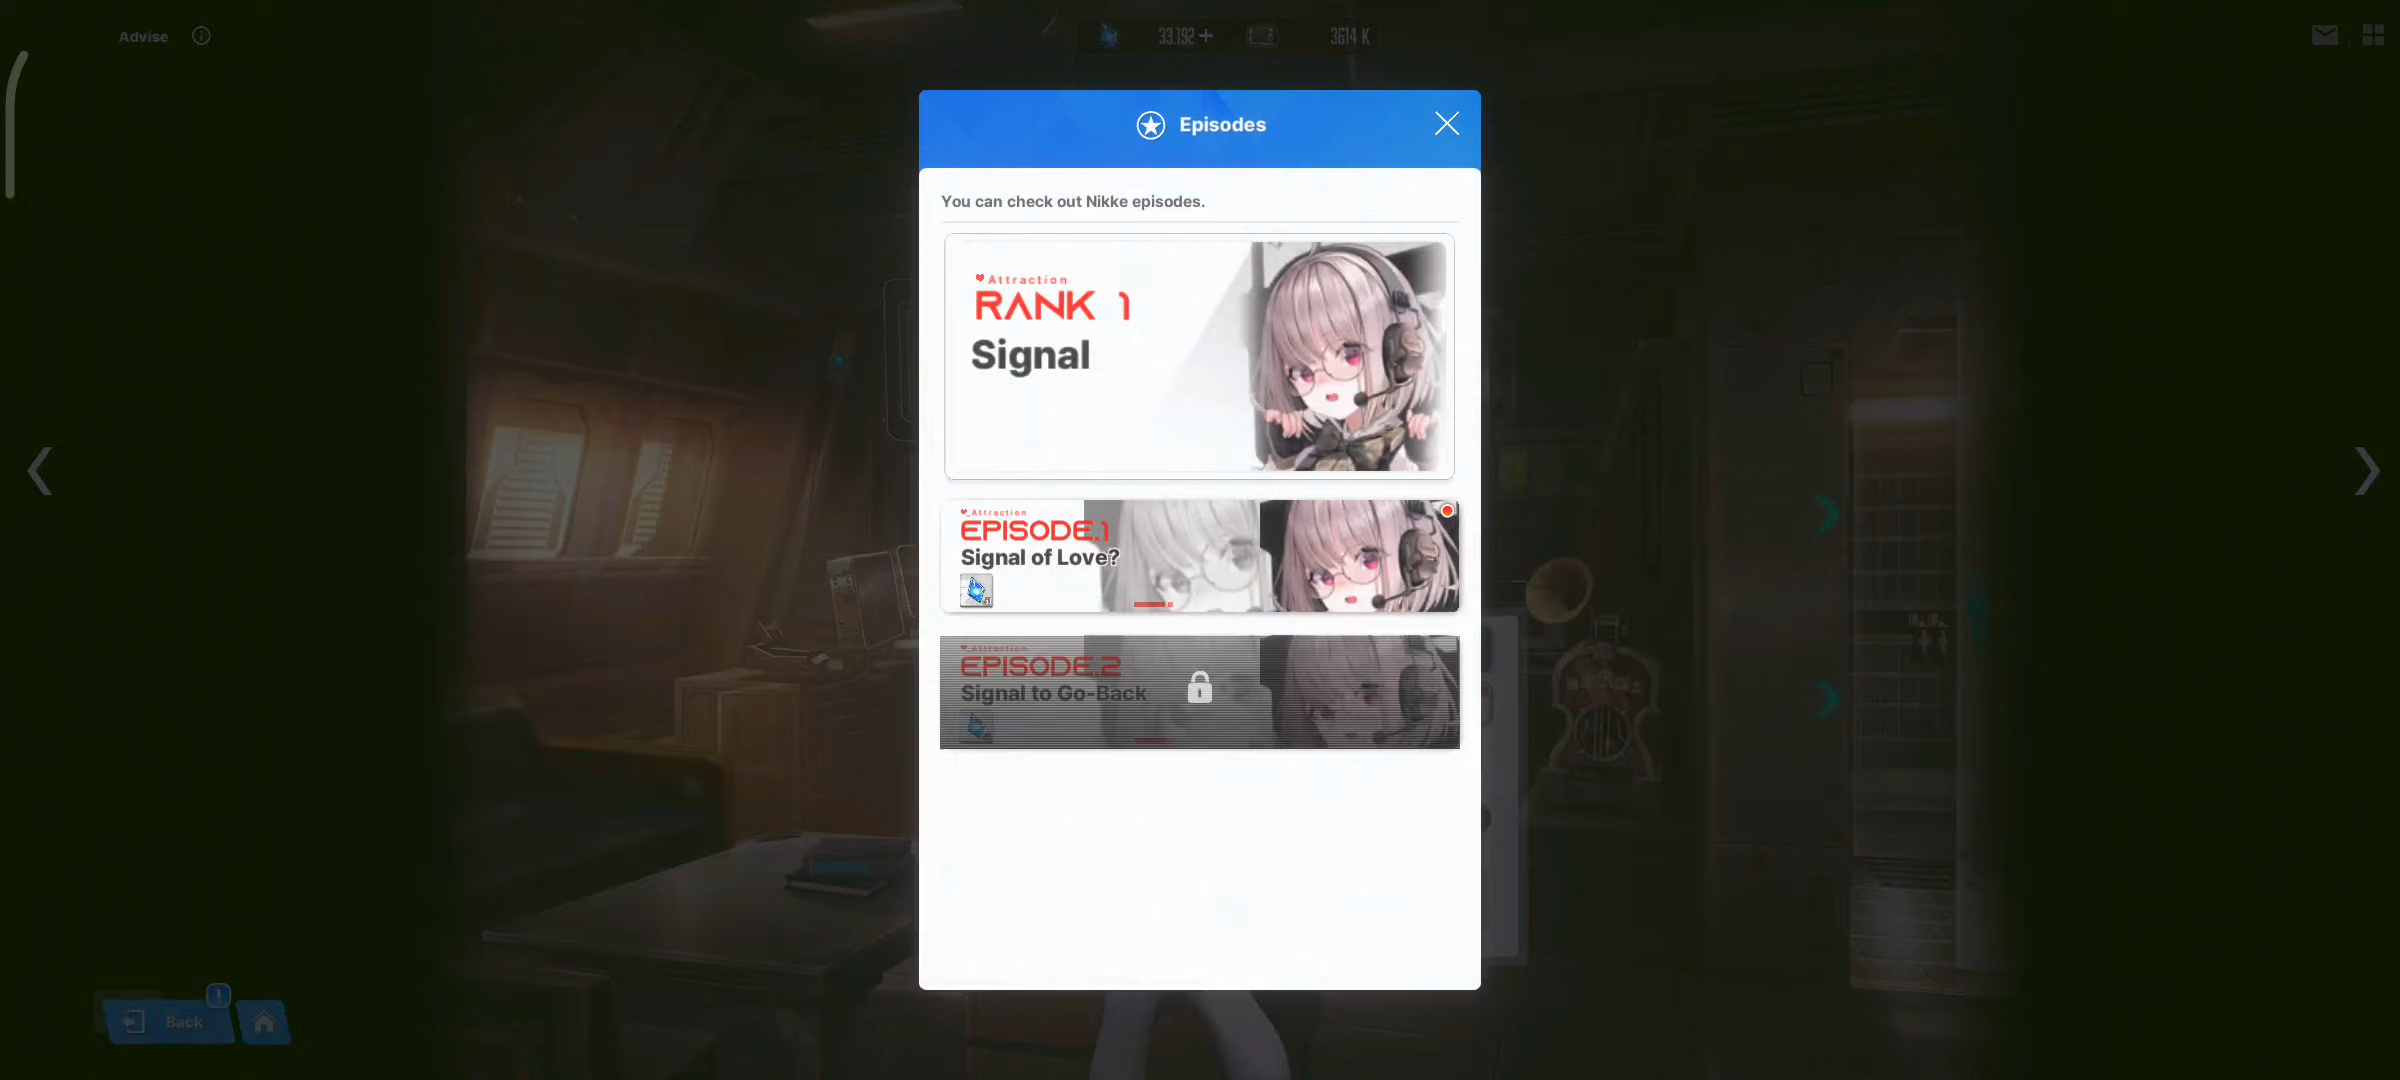 Advise
33,192
3614 K
Episodes
You can check out Nikke episodes.
Attraction
RANK 1
Signal
Attraction
EPISODE.1
Signal of Love?
Attraction
EPISODE.2
Signal to Go-Back
Back